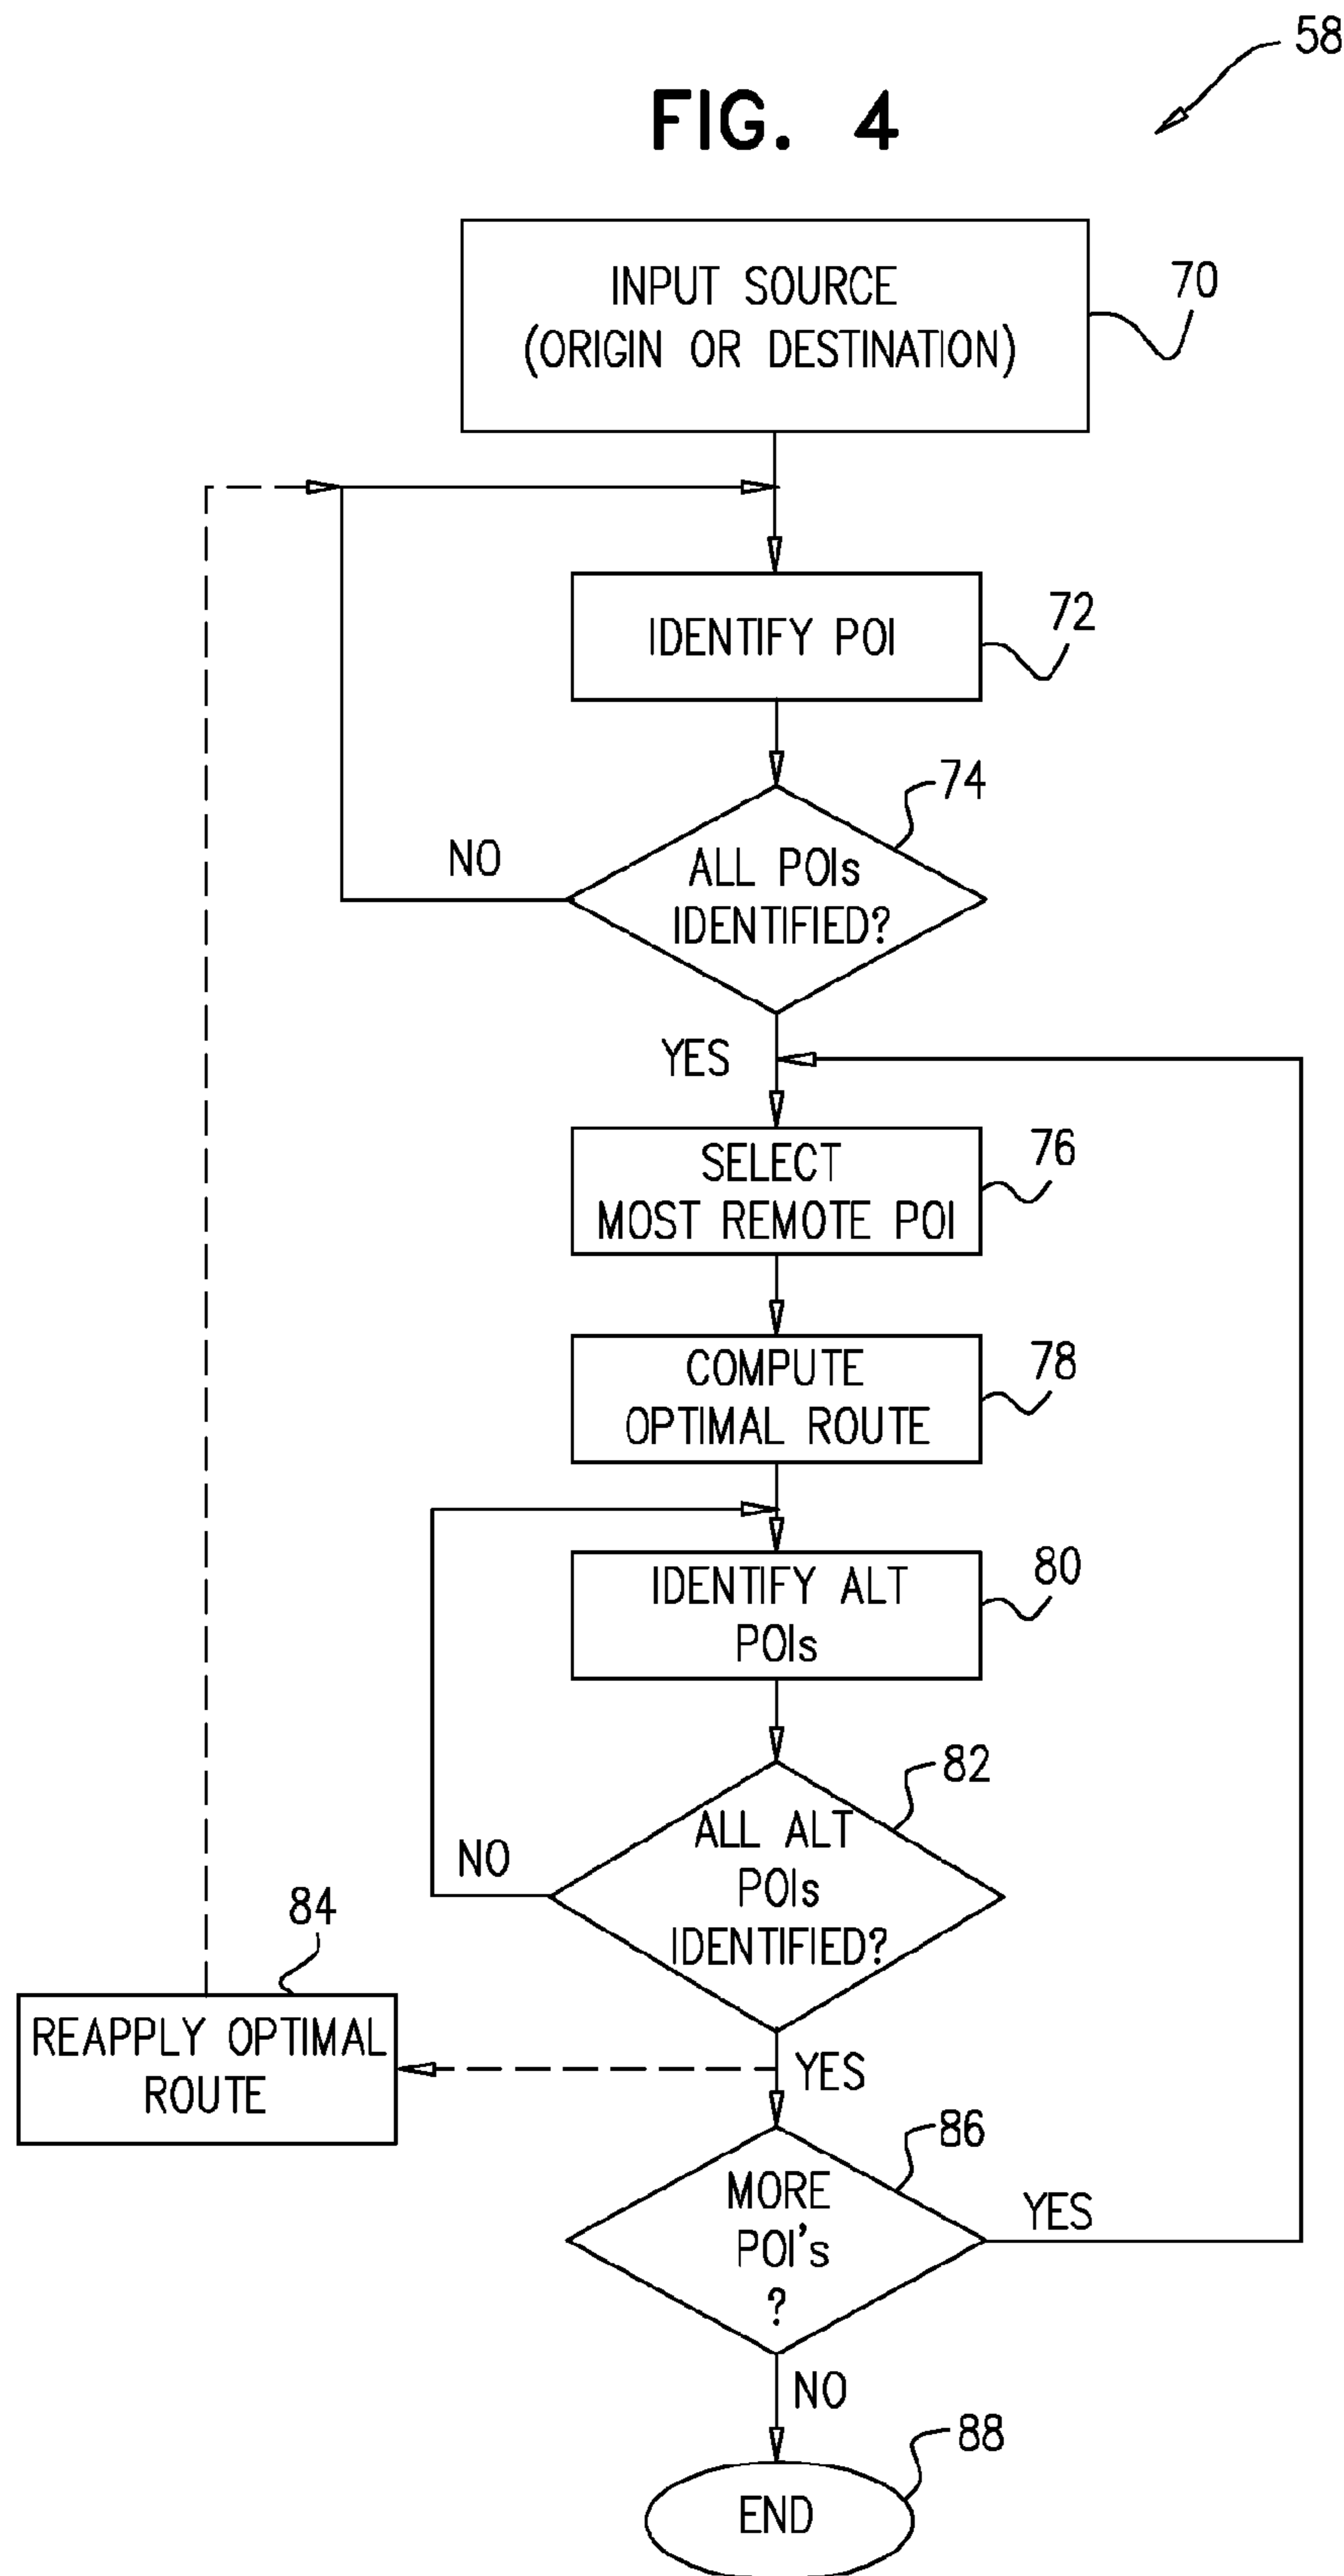 58
FIG. 4
INPUT SOURCE
(ORIGIN OR DESTINATION)
70
IDENTIFY POI
72
74
ALL POIs
IDENTIFIED?
NO
YES
SELECT
MOST REMOTE POI
76
COMPUTE
OPTIMAL ROUTE
78
IDENTIFY ALT
POIs
80
82
ALL ALT
POIs
IDENTIFIED?
NO
84
REAPPLY OPTIMAL
ROUTE
YES
86
MORE
POI's
?
YES
NO
88
END